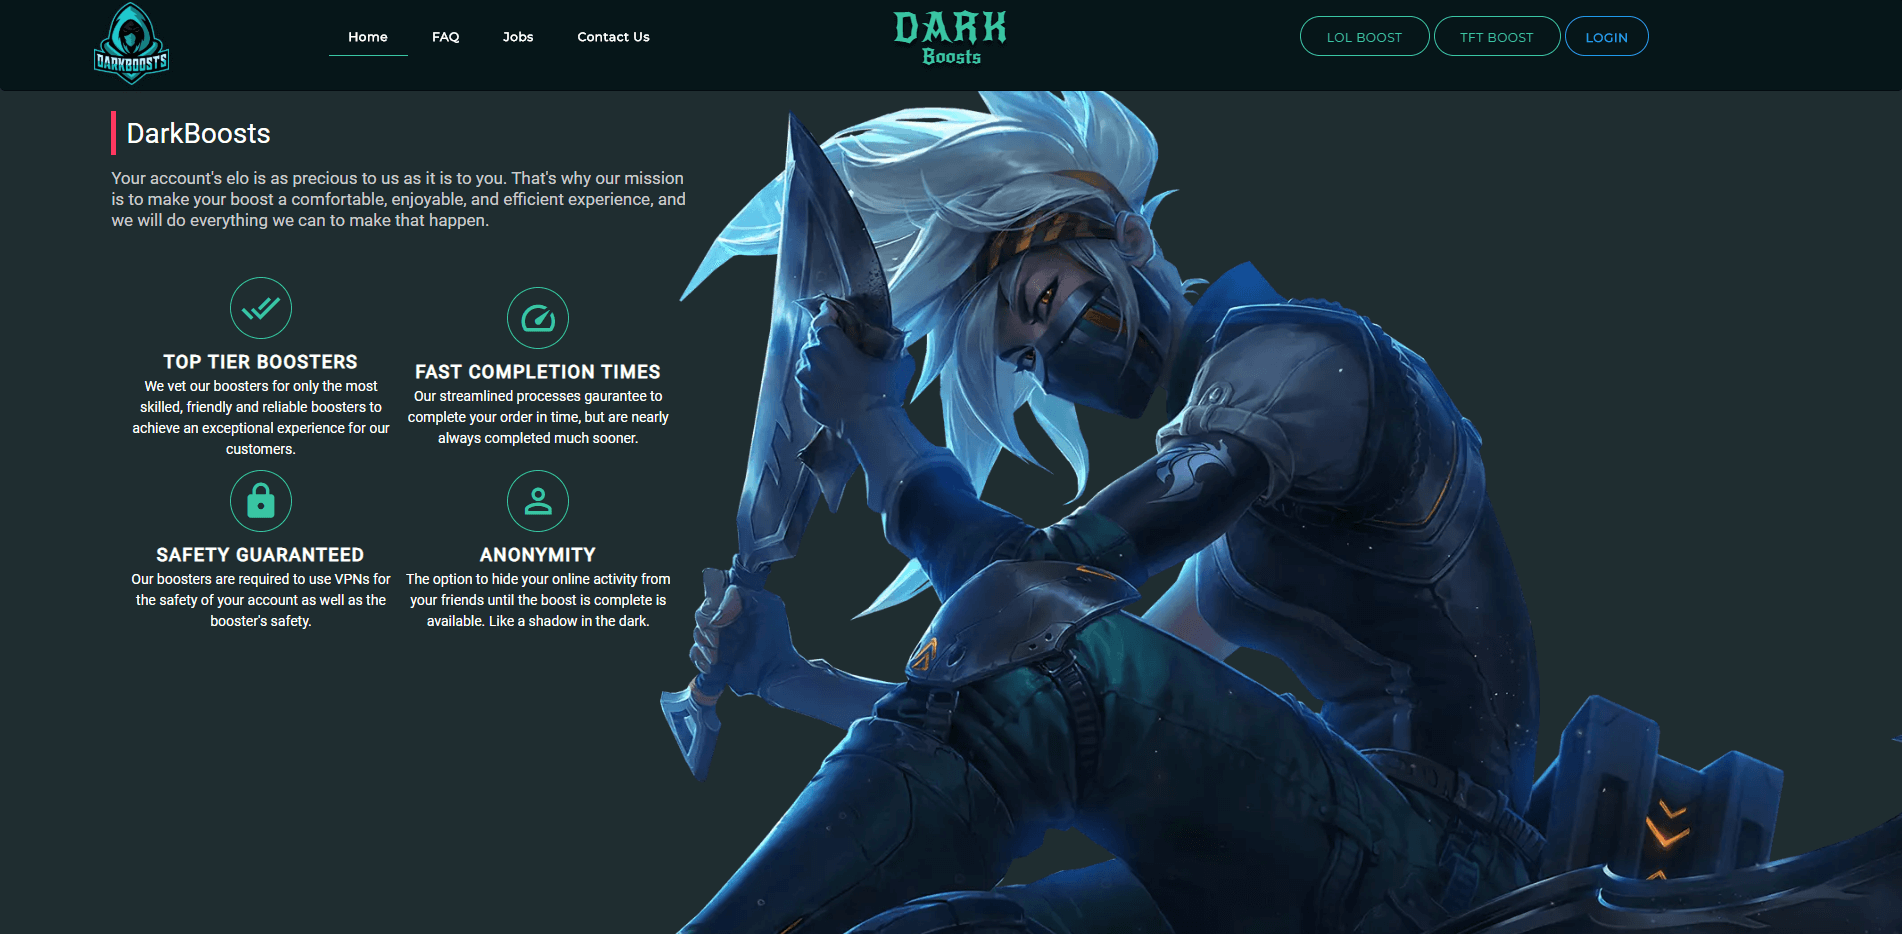 DARKBOOSTS
Home
FAQ
Jobs
Contact Us
DARK
Boosts
LOL BOOST
TFT BOOST
LOGIN
DarkBoosts
Your account's elo is as precious to us as it is to you. That's why our mission
is to make your boost a comfortable, enjoyable, and efficient experience, and
we will do everything we can to make that happen.
TOP TIER BOOSTERS
We vet our boosters for only the most
skilled, friendly and reliable boosters to
achieve an exceptional experience for our
customers.
FAST COMPLETION TIMES
Our streamlined processes gaurantee to
complete your order in time, but are nearly
always completed much sooner.
SAFETY GUARANTEED
Our boosters are required to use VPNs for
the safety of your account as well as the
booster's safety.
ANONYMITY
The option to hide your online activity from
your friends until the boost is complete is
available. Like a shadow in the dark.